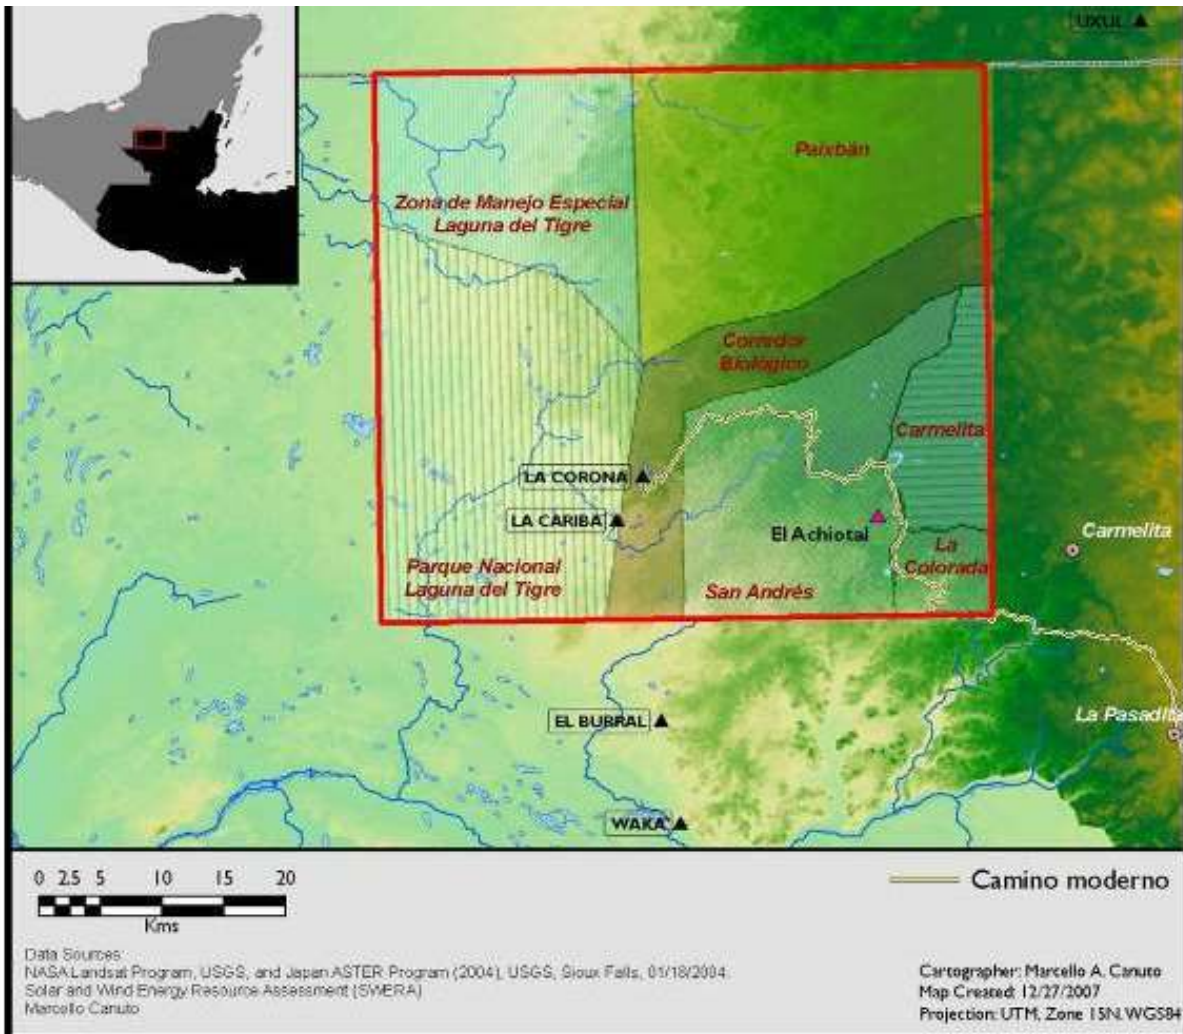 UXUL
Paixbán
Zona de Manejo Especial
Laguna del Tigre
Corredor
Biológico
Carmelita
LA CORONA
LA CARIBA
El Achiotal
Carmelita
La
Colorada
Parque Nacional
Laguna del Tigre
San Andrés
EL BURRAL
La Pasadita
WAKA'
0 2.5 5 10 15 20
Kms
Camino moderno
Data Sources:
NASA Landsat Program, USGS, and Japan ASTER Program (2004), USGS, Sioux Falls, 01/18/2004.
Solar and Wind Energy Resource Assessment (SWERA)
Marcello Canuto
Cartographer: Marcello A. Canuto
Map Created: 12/27/2007
Projection: UTM, Zone 15N. WGS84